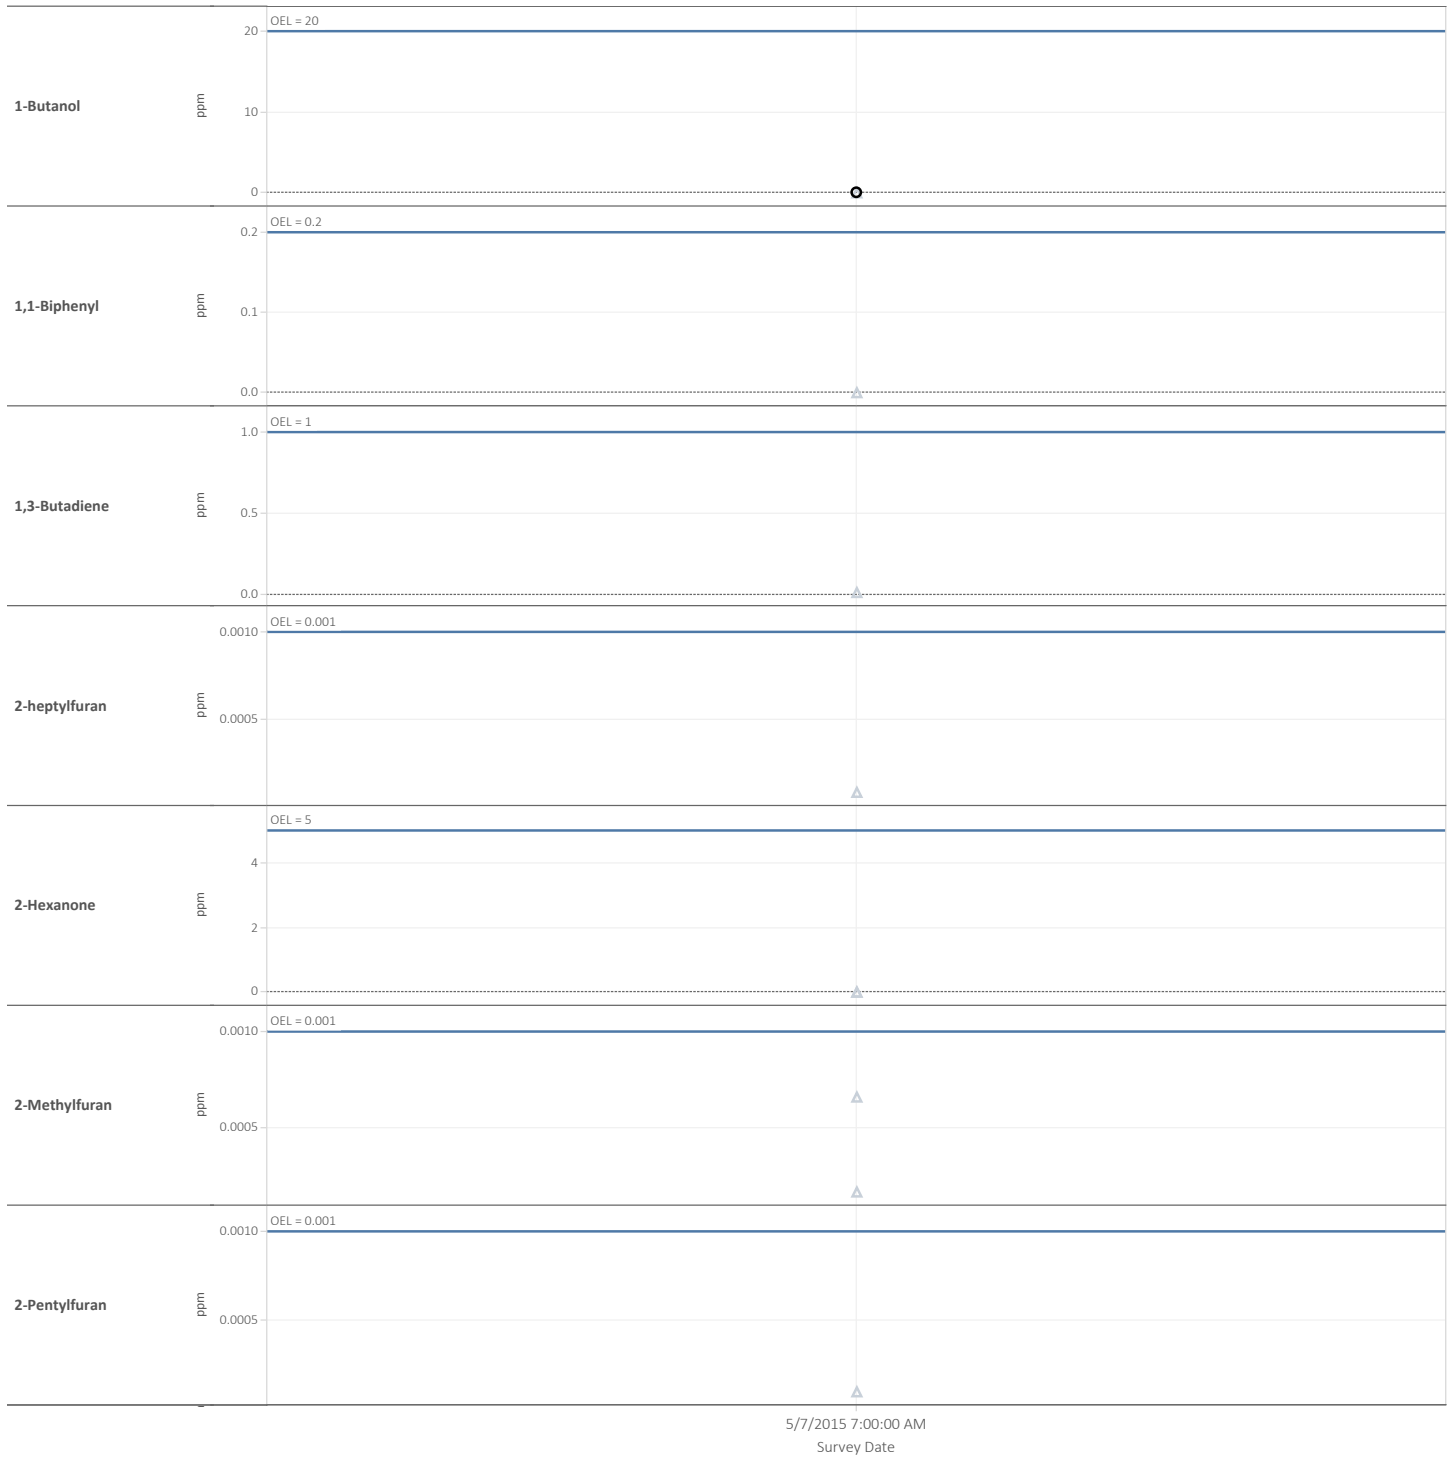 OEL = 20
20
1-Butanol
ppm
10
0
OEL = 0.2
0.2
1,1-Biphenyl
ppm
0.1
0.0
OEL = 1
1.0
1,3-Butadiene
ppm
0.5
0.0
OEL = 0.001
0.0010
2-heptylfuran
ppm
0.0005
OEL = 5
4
2-Hexanone
ppm
2
0
OEL = 0.001
0.0010
2-Methylfuran
ppm
0.0005
OEL = 0.001
0.0010
2-Pentylfuran
ppm
0.0005
5/7/2015 7:00:00 AM
Survey Date